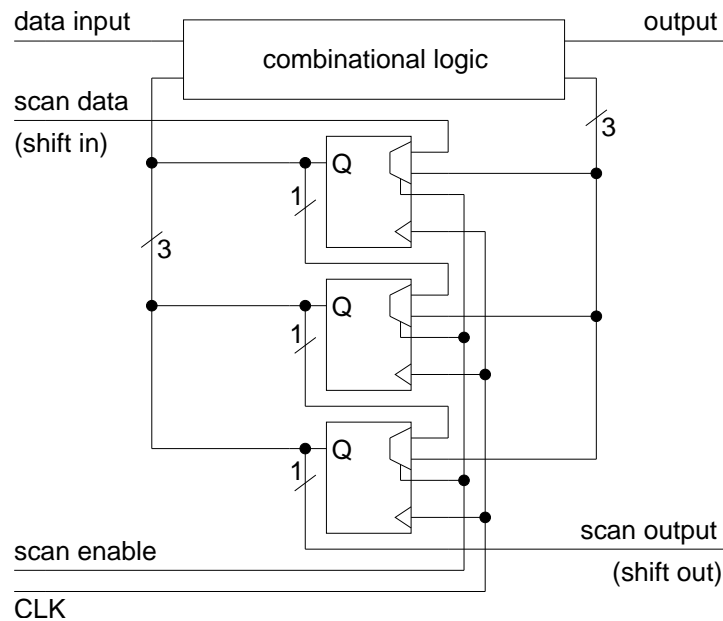 data input
output
combinational logic
scan data
(shift in)
3
Q
1
3
Q
1
Q
1
scan enable
scan output
(shift out)
CLK